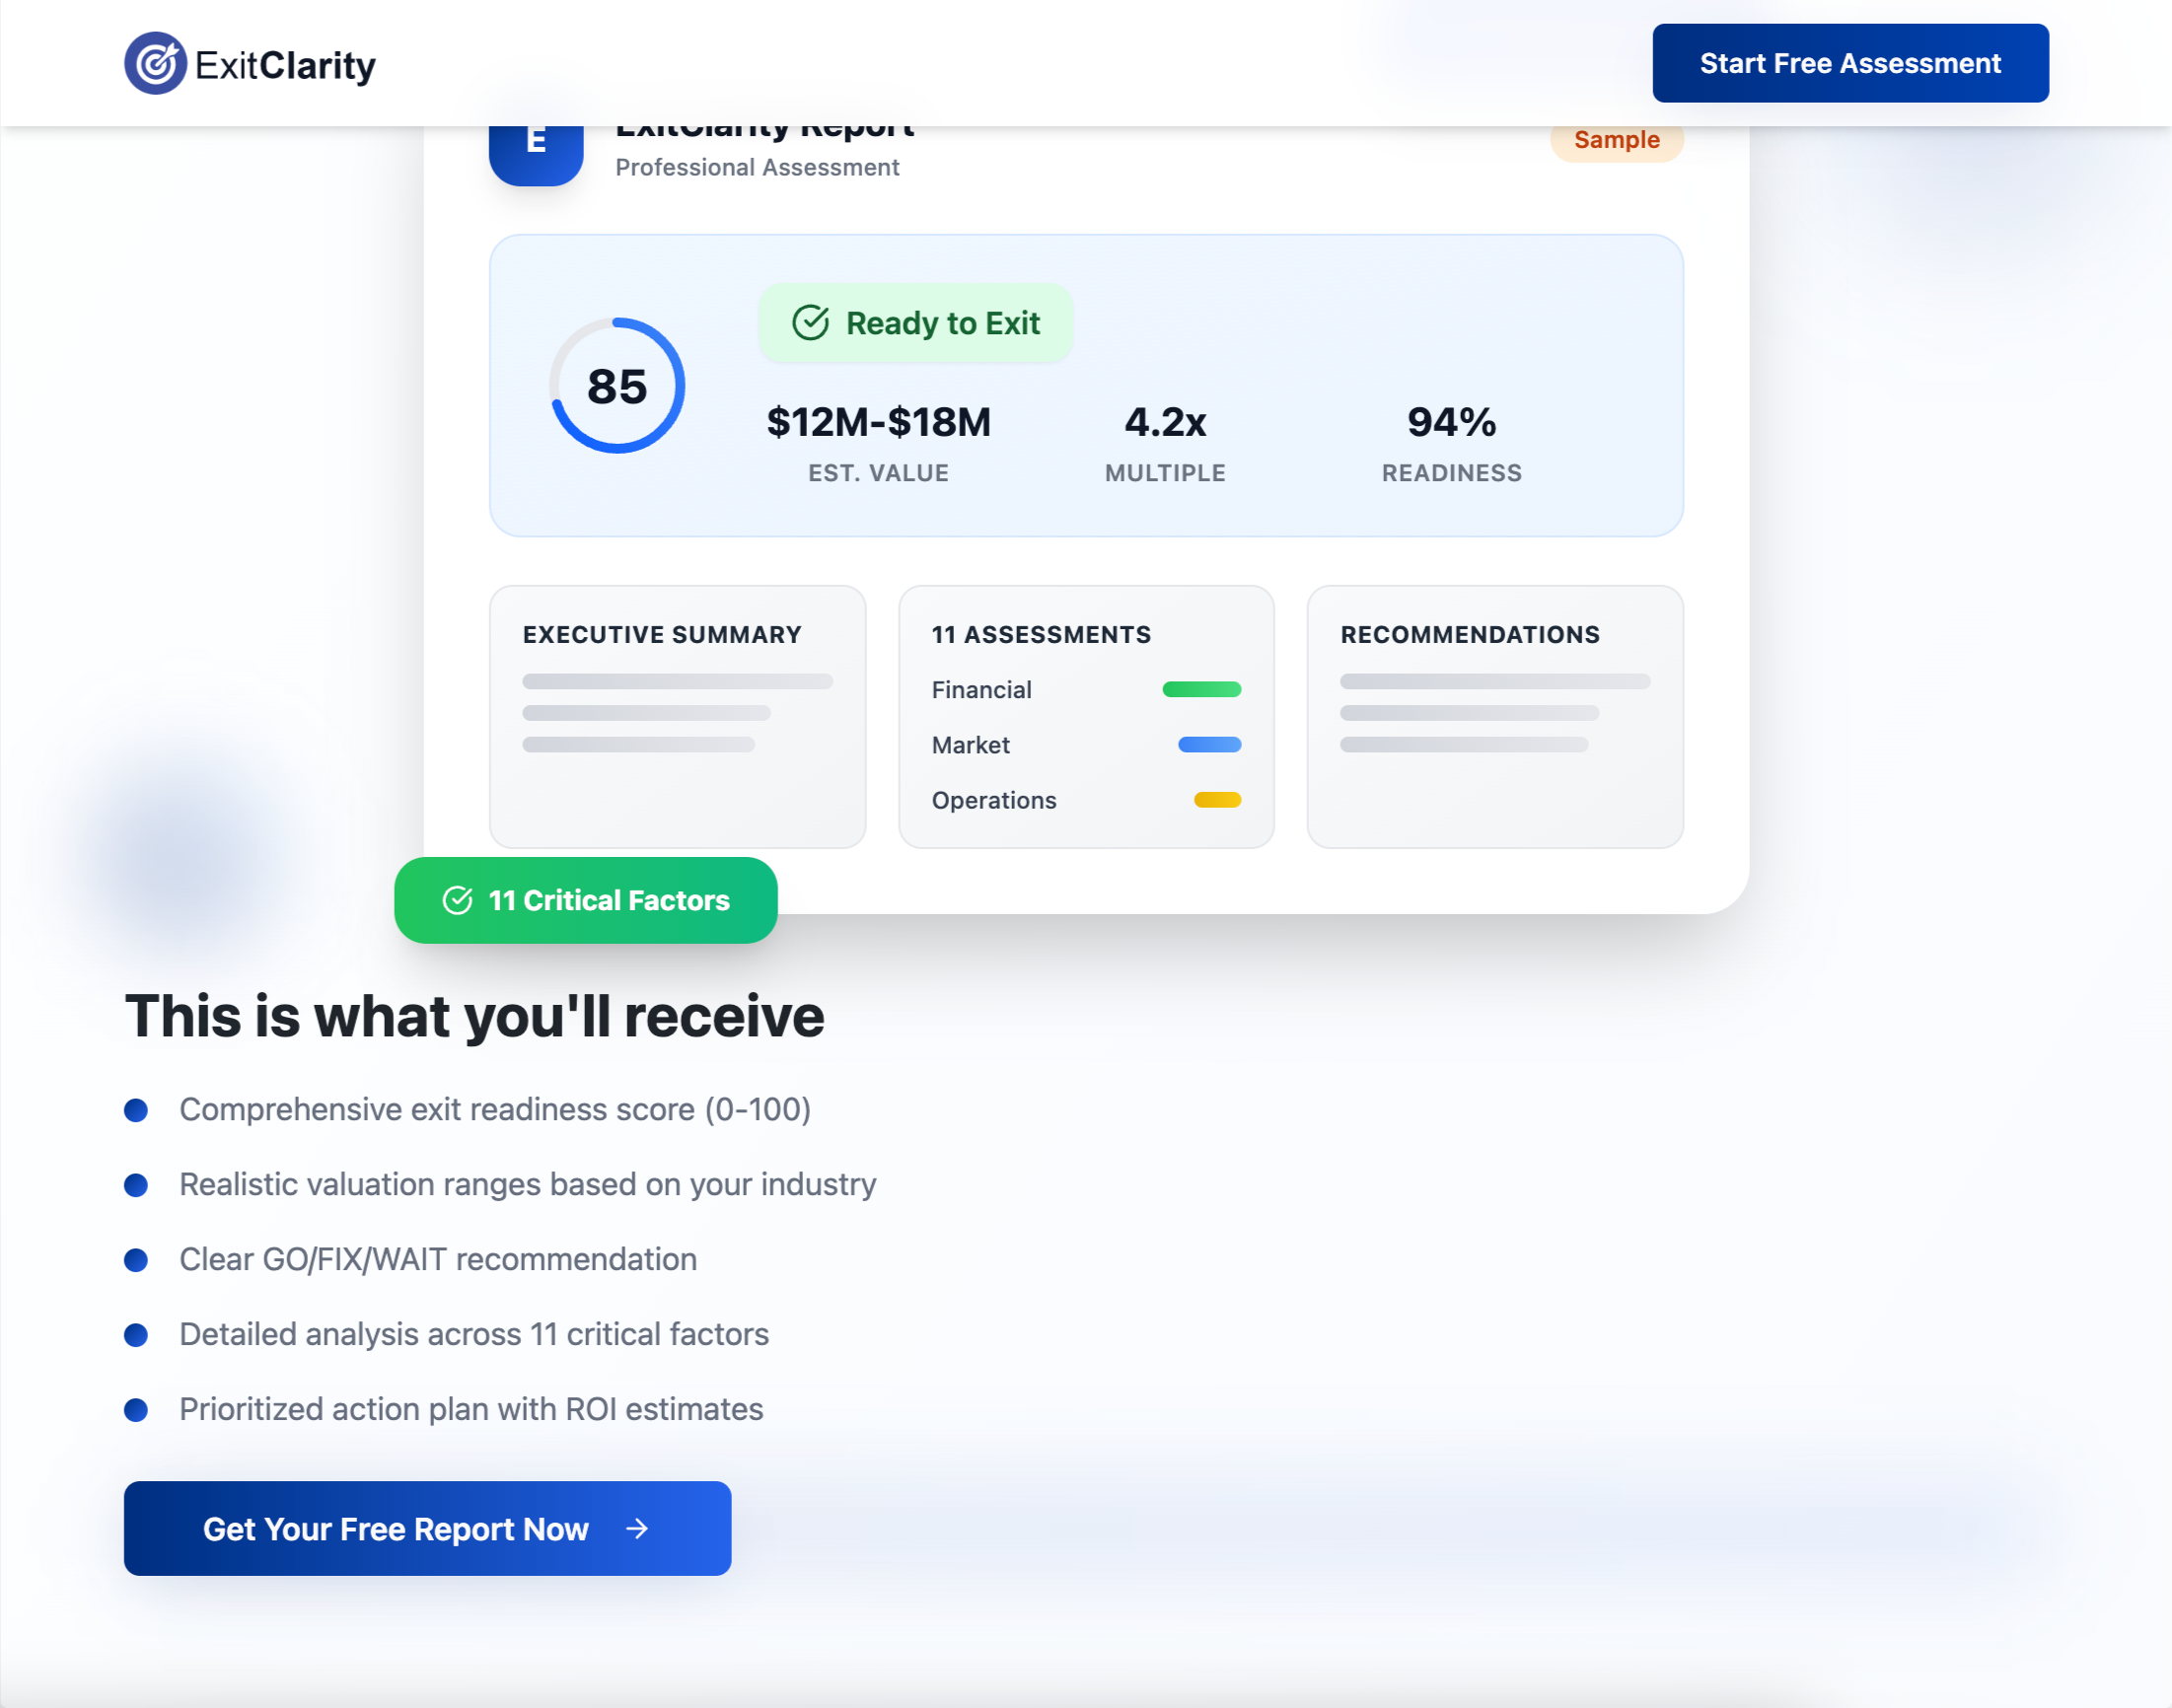 ExitClarity
Start Free Assessment
E
ExitClarity Report
Sample
Professional Assessment
85
Ready to Exit
$12M-$18M
4.2x
94%
EST. VALUE
MULTIPLE
READINESS
EXECUTIVE SUMMARY
11 ASSESSMENTS
Financial
Market
Operations
RECOMMENDATIONS
11 Critical Factors
This is what you'll receive
Comprehensive exit readiness score (0-100)
Realistic valuation ranges based on your industry
Clear GO/FIX/WAIT recommendation
Detailed analysis across 11 critical factors
Prioritized action plan with ROI estimates
Get Your Free Report Now